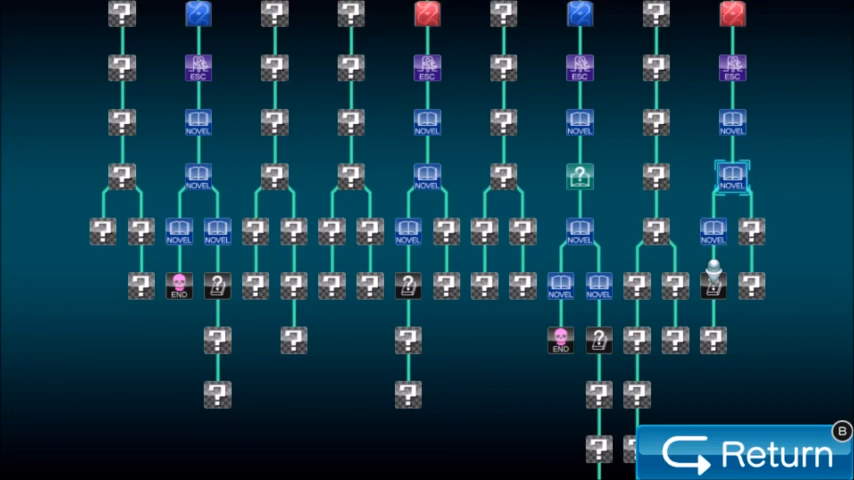 ? ? ? ? ?
? ESC ? ? ESC ? ESC ? ESC
? NOVEL ? ? NOVEL ? NOVEL ? NOVEL
? NOVEL ? ? NOVEL ? ? ? NOVEL
? ? NOVEL NOVEL ? ? ? ? NOVEL ? ? ? NOVEL ? NOVEL ?
? END ? ? ? ? ? ? ? ? ? NOVEL NOVEL ? ? ? ?
? ? ? END ? ? ? ?
? ? ? ?
? ?
B
Return